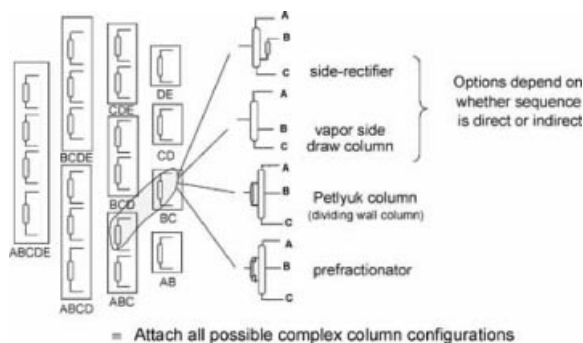 A
B
C
side-rectifier
A
B
C
vapor side
draw column
A
B
C
Petlyuk column
(dividing wall column)
A
B
C
prefractionator
Options depend on
whether sequence
is direct or indirect
ABCDE
BCDE
ABCD
CDE
BCD
ABC
DE
CD
BC
AB
= Attach all possible complex column configurations